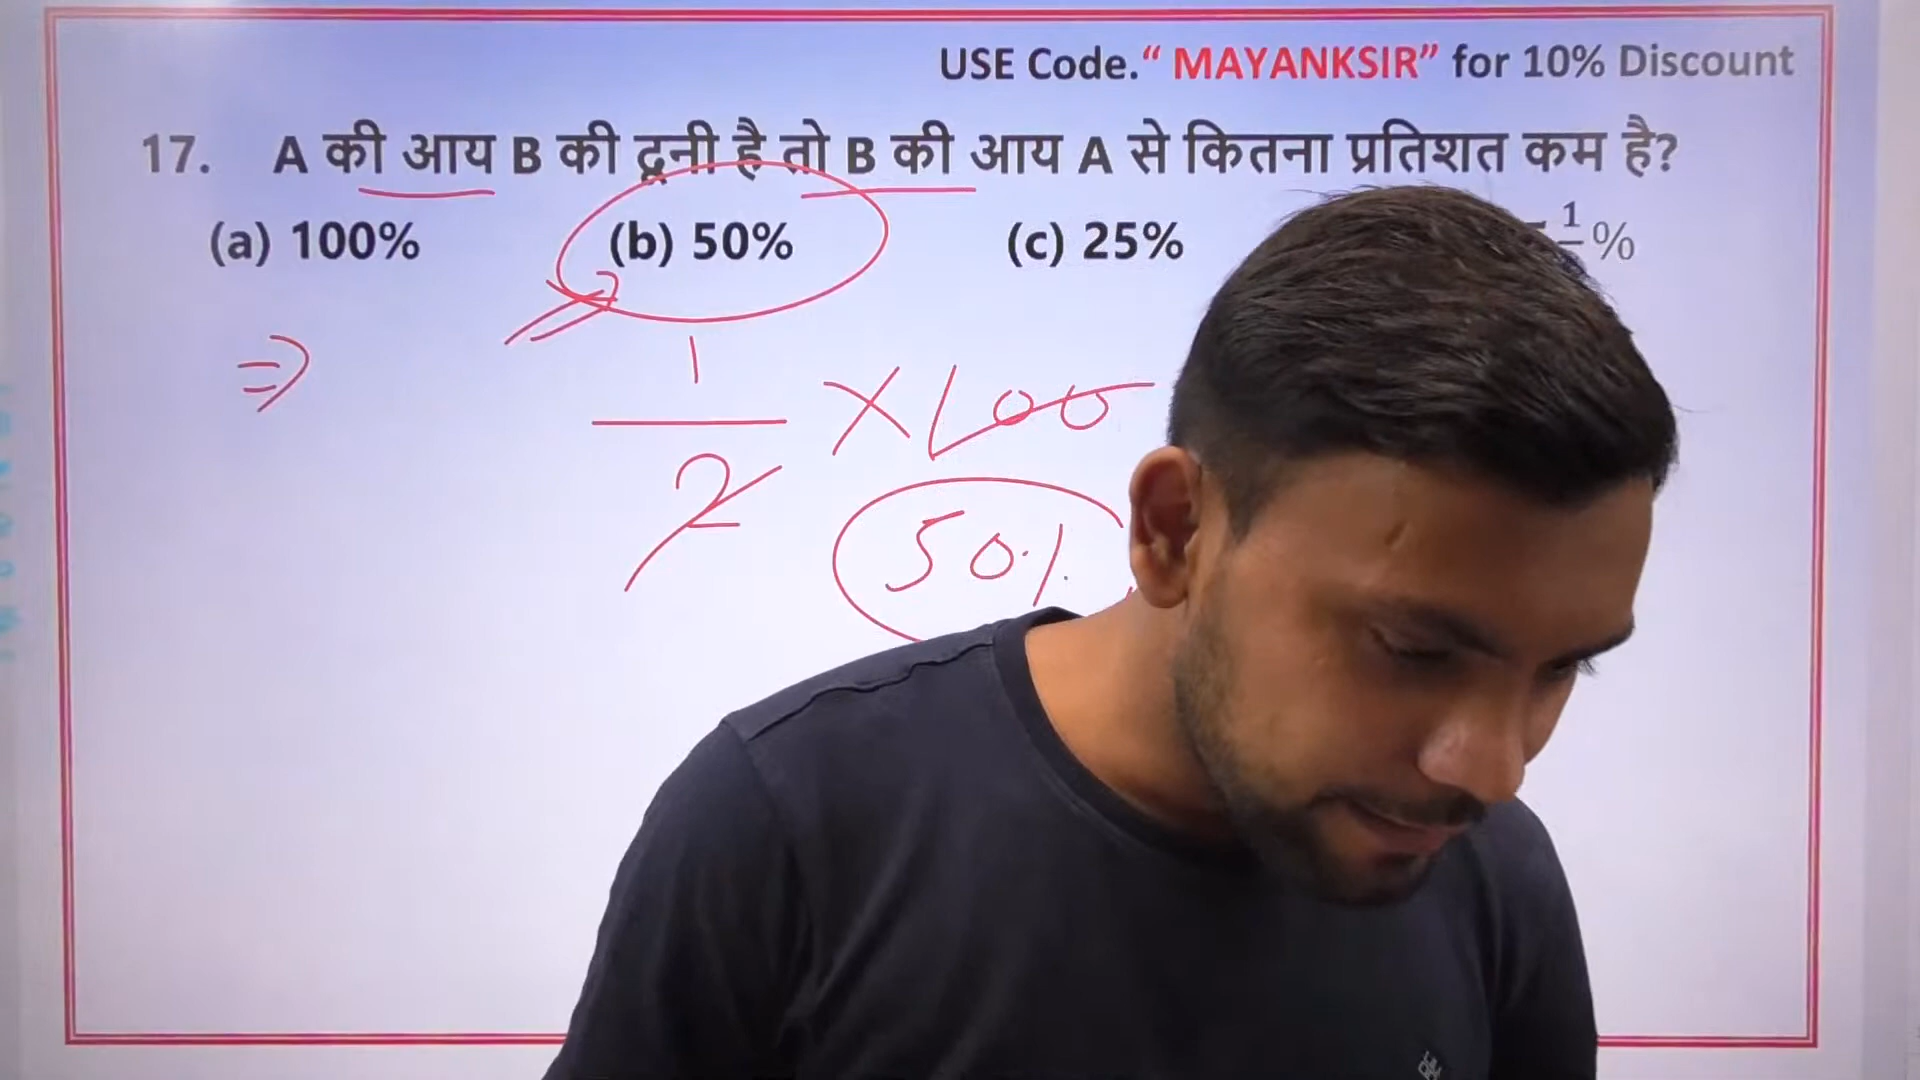 USE Code.“ MAYANKSIR” for 10% Discount
17. A की आय B की दूनी है तो B की आय A से कितना प्रतिशत कम है?
(a) 100% (b) 50% (c) 25% 1%
⇒ 1
2 ×100
50%